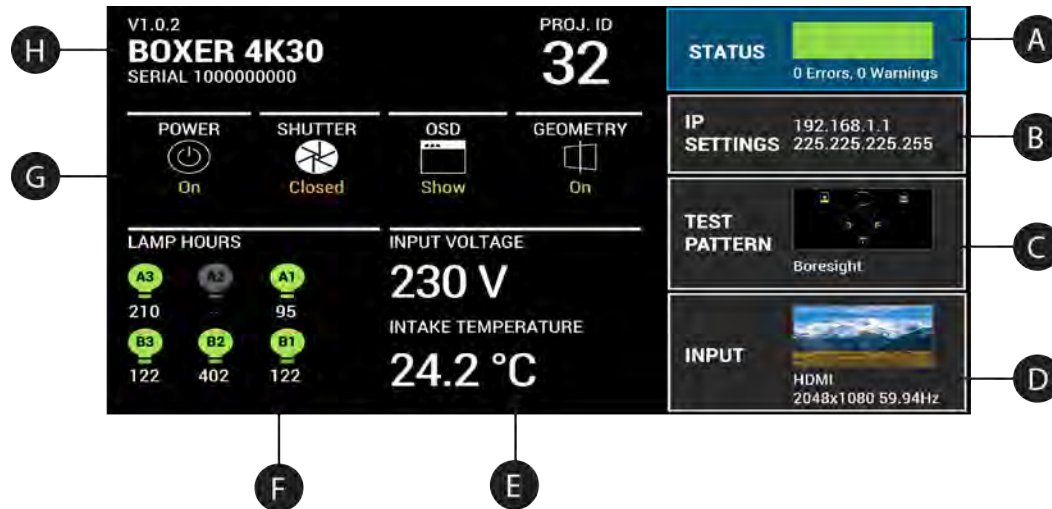 V1.0.2
BOXER 4K30
SERIAL 1000000000
PROJ. ID
32
POWER
On
SHUTTER
Closed
OSD
Show
GEOMETRY
On
LAMP HOURS
A3 A2 A1
210 - 95
B3 B2 B1
122 402 122
INPUT VOLTAGE
230 V
INTAKE TEMPERATURE
24.2 °C
STATUS
0 Errors, 0 Warnings
IP
SETTINGS
192.168.1.1
225.225.225.255
TEST
PATTERN
Boresight
INPUT
HDMI
2048x1080 59.94Hz
A
B
C
D
E
F
G
H